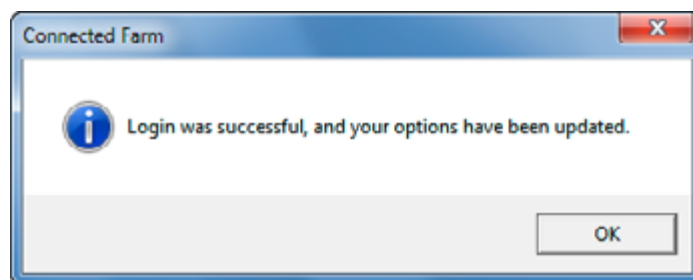 Connected Farm
Login was successful, and your options have been updated.
OK